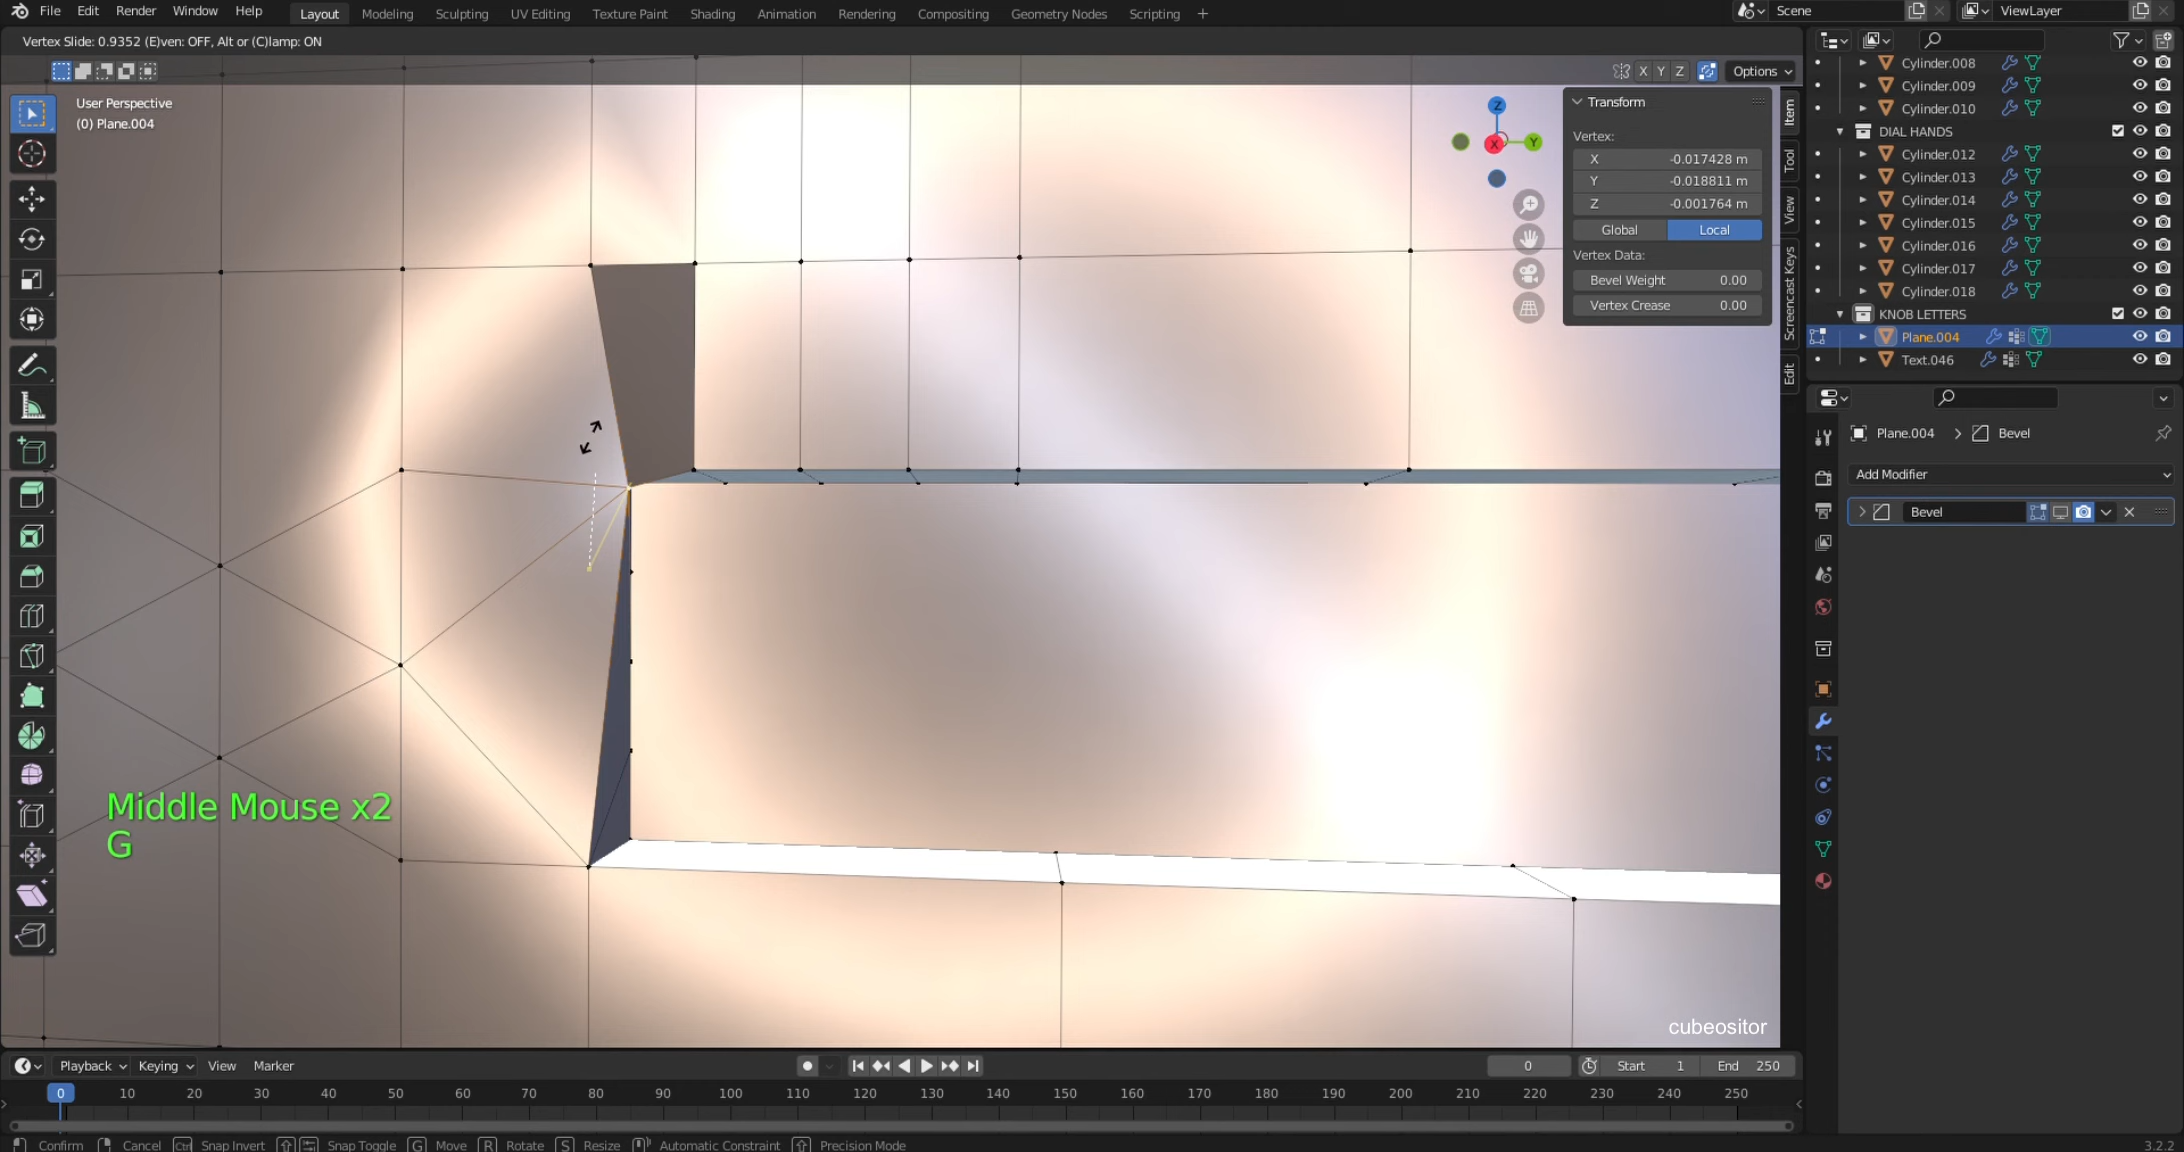 File Edit Render Window Help Layout Modeling Sculpting UV Editing Texture Paint Shading Animation Rendering Compositing Geometry Nodes Scripting + Scene ViewLayer
Vertex Slide: 0.9352 (E)ven: OFF, Alt or (C)lamp: ON
X Y Z Options
User Perspective
(0) Plane.004
Z
Y
X
Transform
Vertex:
X -0.017428 m
Y -0.018811 m
Z -0.001764 m
Global Local
Vertex Data:
Bevel Weight 0.00
Vertex Crease 0.00
Item
Tool
View
Screencast Keys
Edit
Cylinder.008
Cylinder.009
Cylinder.010
DIAL HANDS
Cylinder.012
Cylinder.013
Cylinder.014
Cylinder.015
Cylinder.016
Cylinder.017
Cylinder.018
KNOB LETTERS
Plane.004
Text.046
Plane.004 > Bevel
Add Modifier
Bevel
Middle Mouse x2
G
cubeositor
Playback Keying View Marker 0 Start 1 End 250
0 10 20 30 40 50 60 70 80 90 100 110 120 130 140 150 160 170 180 190 200 210 220 230 240 250
Confirm Cancel Ctrl Snap Invert Snap Toggle G Move R Rotate S Resize Automatic Constraint Precision Mode 3.2.2